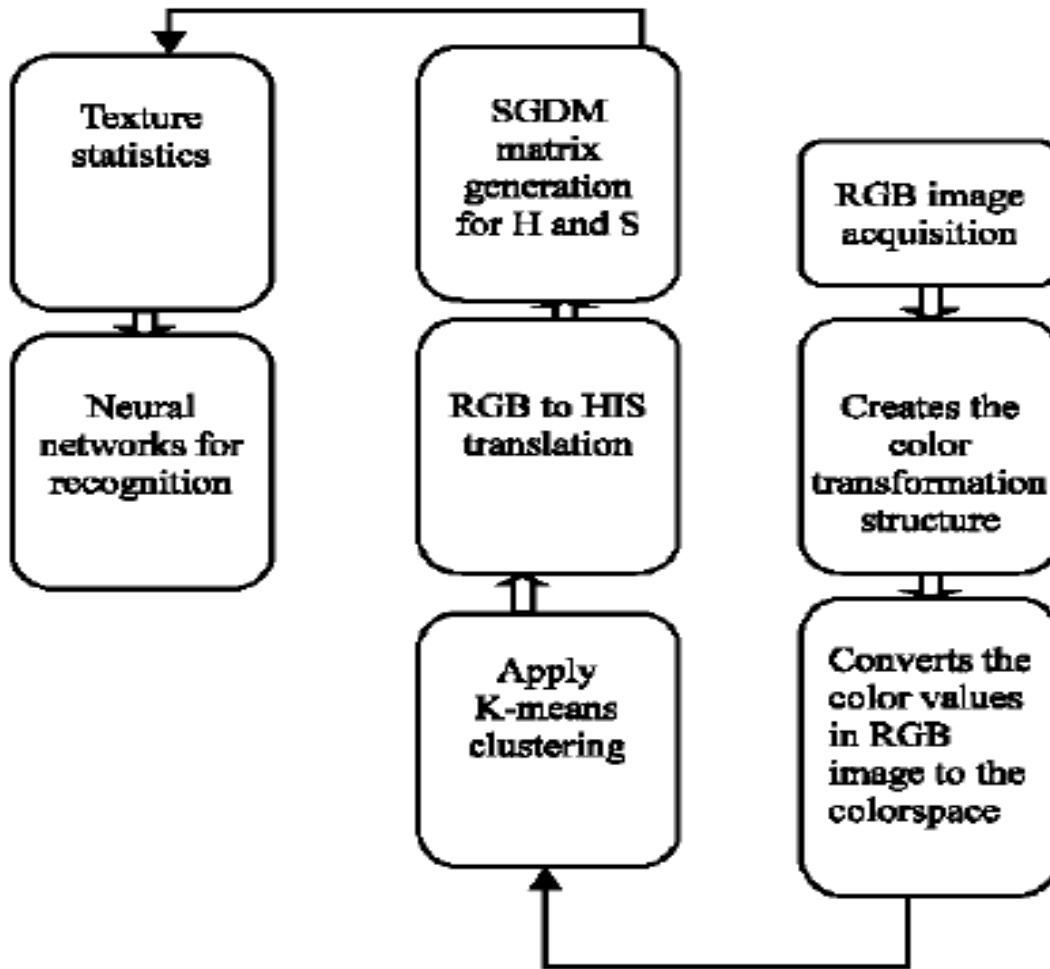 Texture
statistics
Neural
networks for
recognition
SGDM
matrix
generation
for H and S
RGB to HIS
translation
Apply
K-means
clustering
RGB image
acquisition
Creates the
color
transformation
structure
Converts the
color values
in RGB
image to the
colorspace